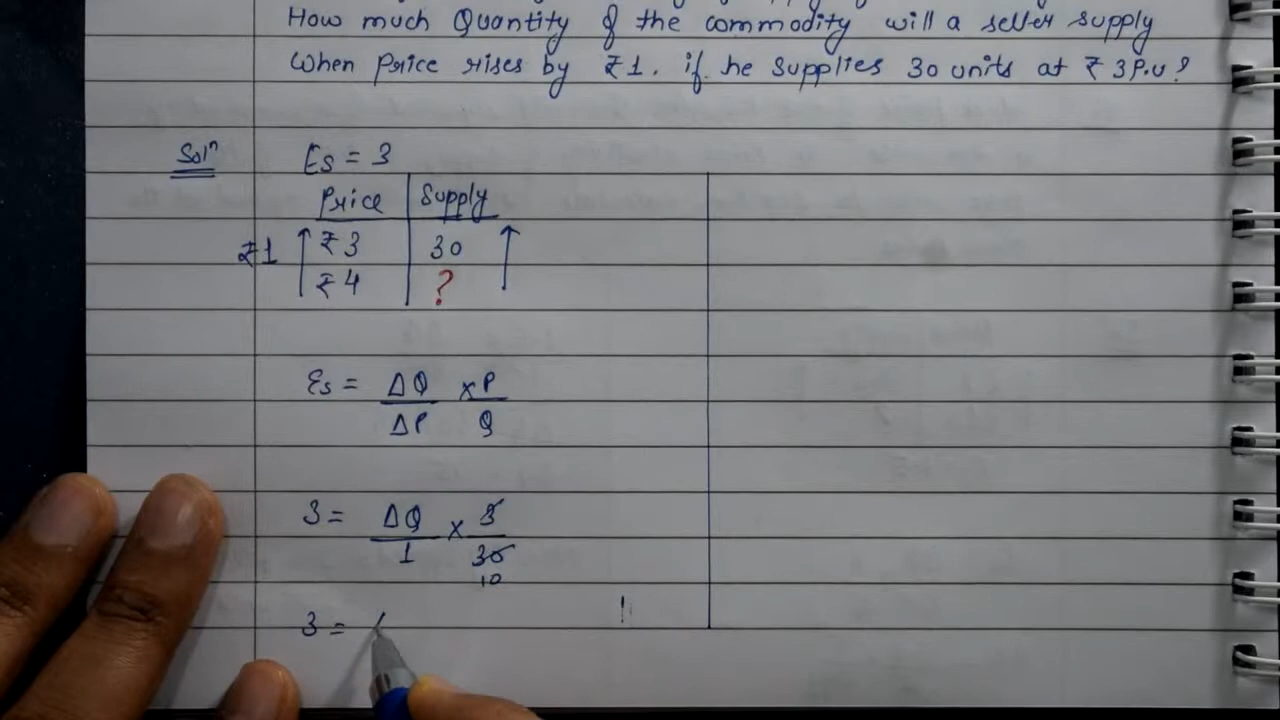 How much Quantity of the commodity will a seller supply
when price rises by ₹1. if he supplies 30 units at ₹ 3 P.U?
Solⁿ
Es = 3
Price Supply
₹1 ₹3 30
₹4 ?
Es = ΔQ/ΔP × P/Q
3 = ΔQ/1 × 3/30
10
3 =